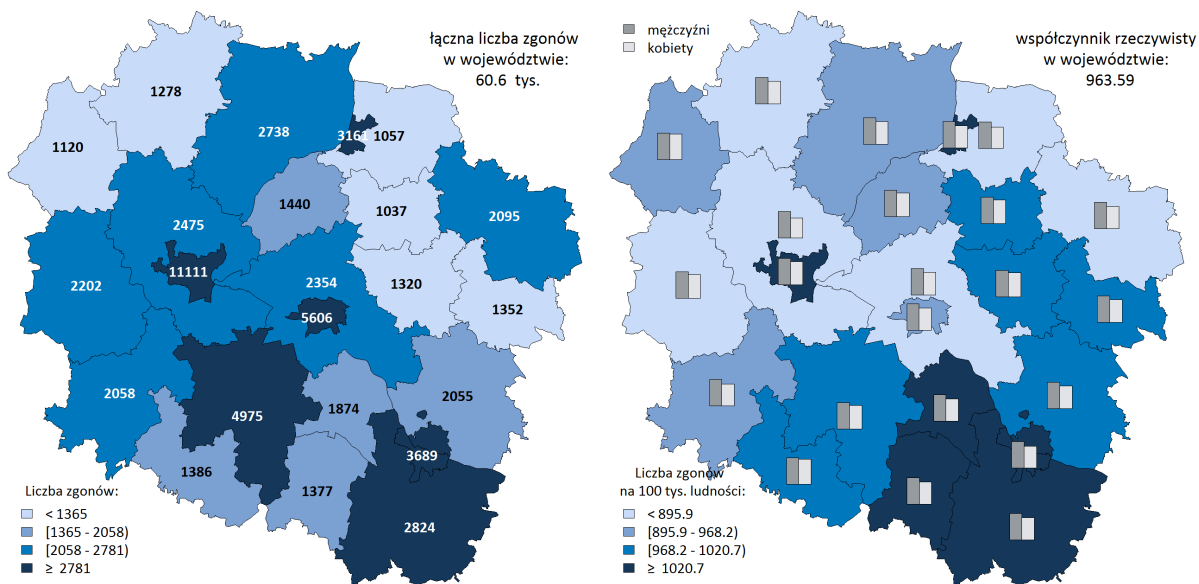 łączna liczba zgonów
w województwie:
60.6 tys.
1278
1120
2738
3161
1057
1440
1037
2095
2475
11111
2202
2354
1320
1352
5606
2058
4975
1874
2055
1386
1377
3689
2824
Liczba zgonów:
< 1365
[1365 - 2058)
[2058 - 2781)
≥ 2781
mężczyźni
kobiety
współczynnik rzeczywisty
w województwie:
963.59
Liczba zgonów
na 100 tys. ludności:
< 895.9
[895.9 - 968.2)
[968.2 - 1020.7)
≥ 1020.7